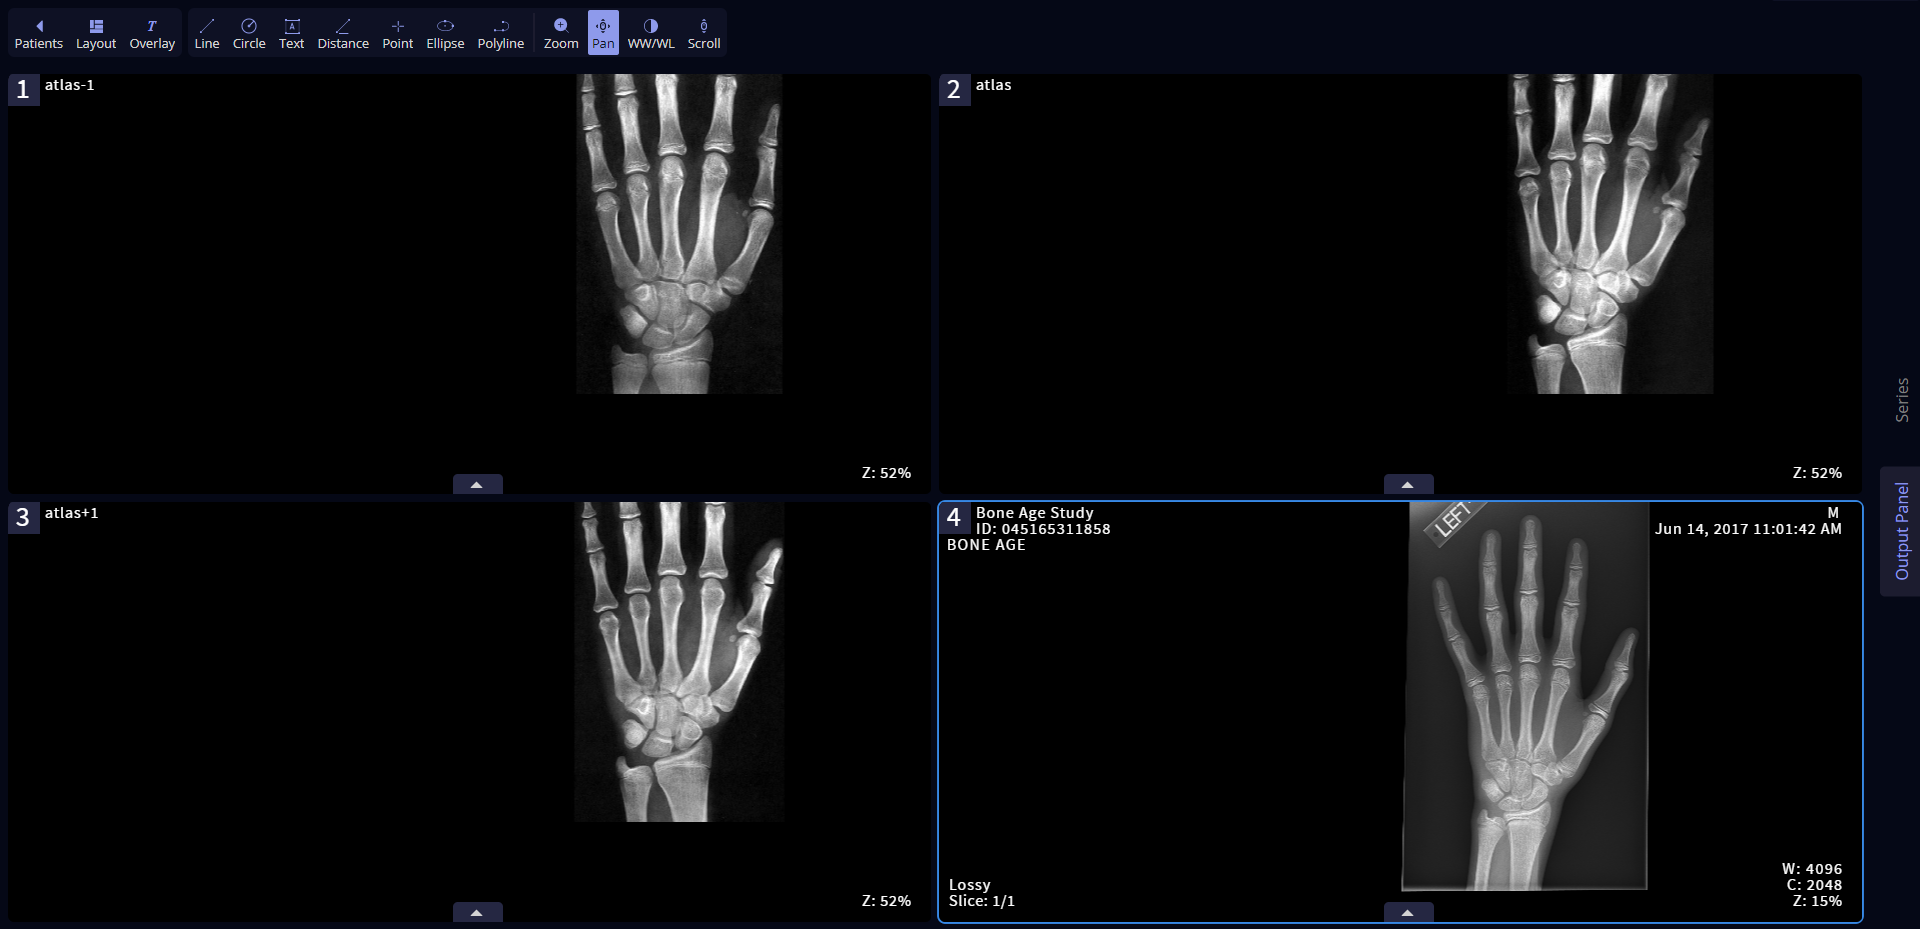 Patients Layout Overlay Line Circle Text Distance Point Ellipse Polyline Zoom Pan WW/WL Scroll
1 atlas-1
Z: 52%
2 atlas
Z: 52%
3 atlas+1
Z: 52%
4 Bone Age Study
ID: 045165311858
BONE AGE
M
Jun 14, 2017 11:01:42 AM
LEFT
Lossy
Slice: 1/1
W: 4096
C: 2048
Z: 15%
Series
Output Panel